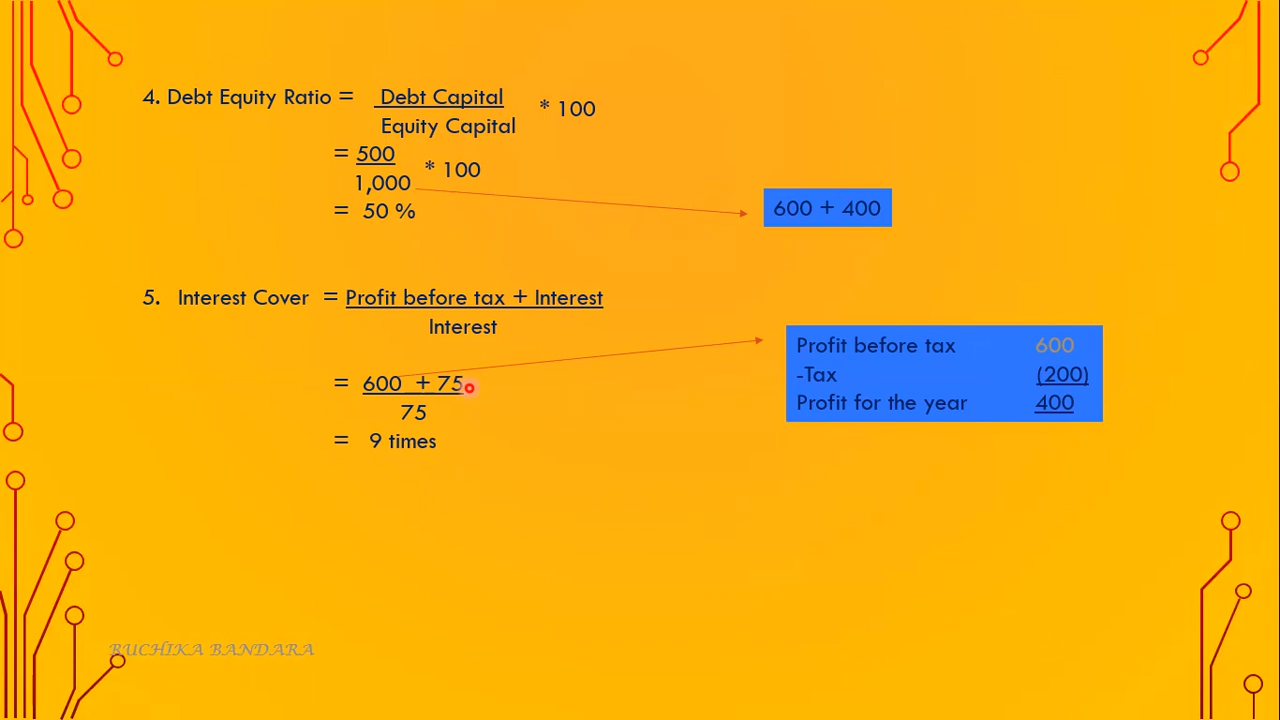 4. Debt Equity Ratio = Debt Capital * 100
Equity Capital
= 500 * 100
1,000
= 50 %
600 + 400
5. Interest Cover = Profit before tax + Interest
Interest
= 600 + 75
75
= 9 times
Profit before tax 600
-Tax (200)
Profit for the year 400
RUCHIKA BANDARA